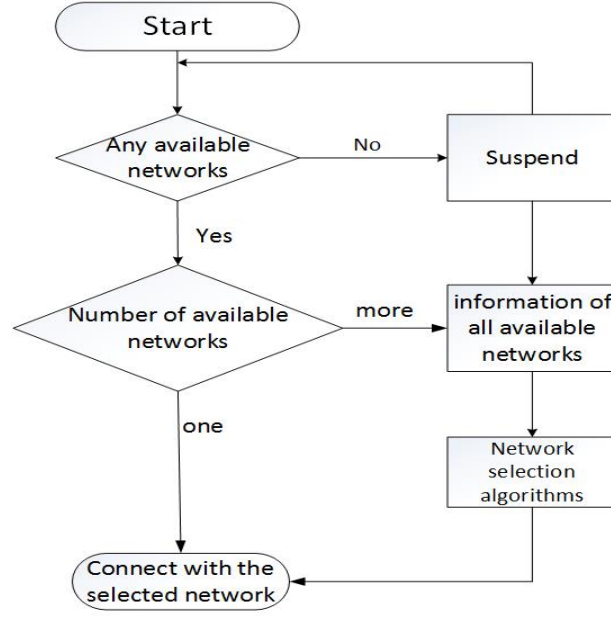 Start
Any available
networks
No
Suspend
Yes
Number of available
networks
more
information of
all available
networks
one
Network
selection
algorithms
Connect with the
selected network